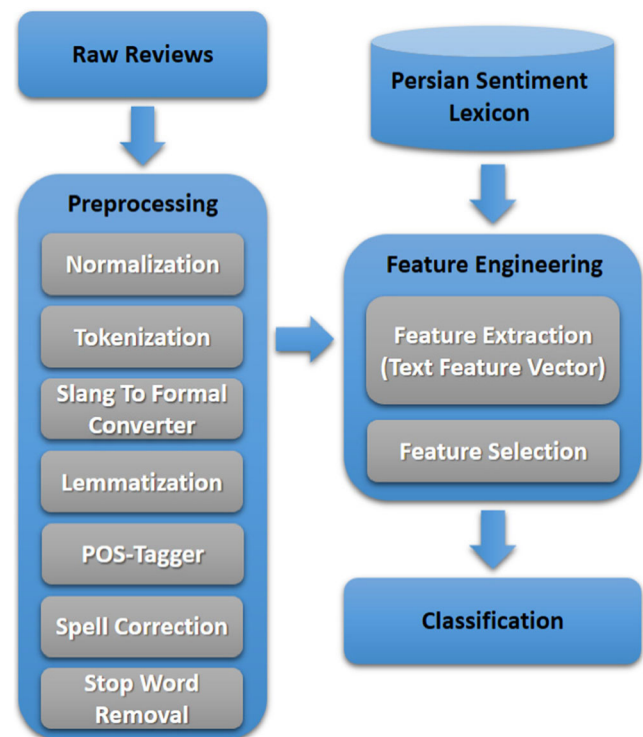 Raw Reviews
Preprocessing
Normalization
Tokenization
Slang To Formal
Converter
Lemmatization
POS-Tagger
Spell Correction
Stop Word
Removal
Persian Sentiment
Lexicon
Feature Engineering
Feature Extraction
(Text Feature Vector)
Feature Selection
Classification